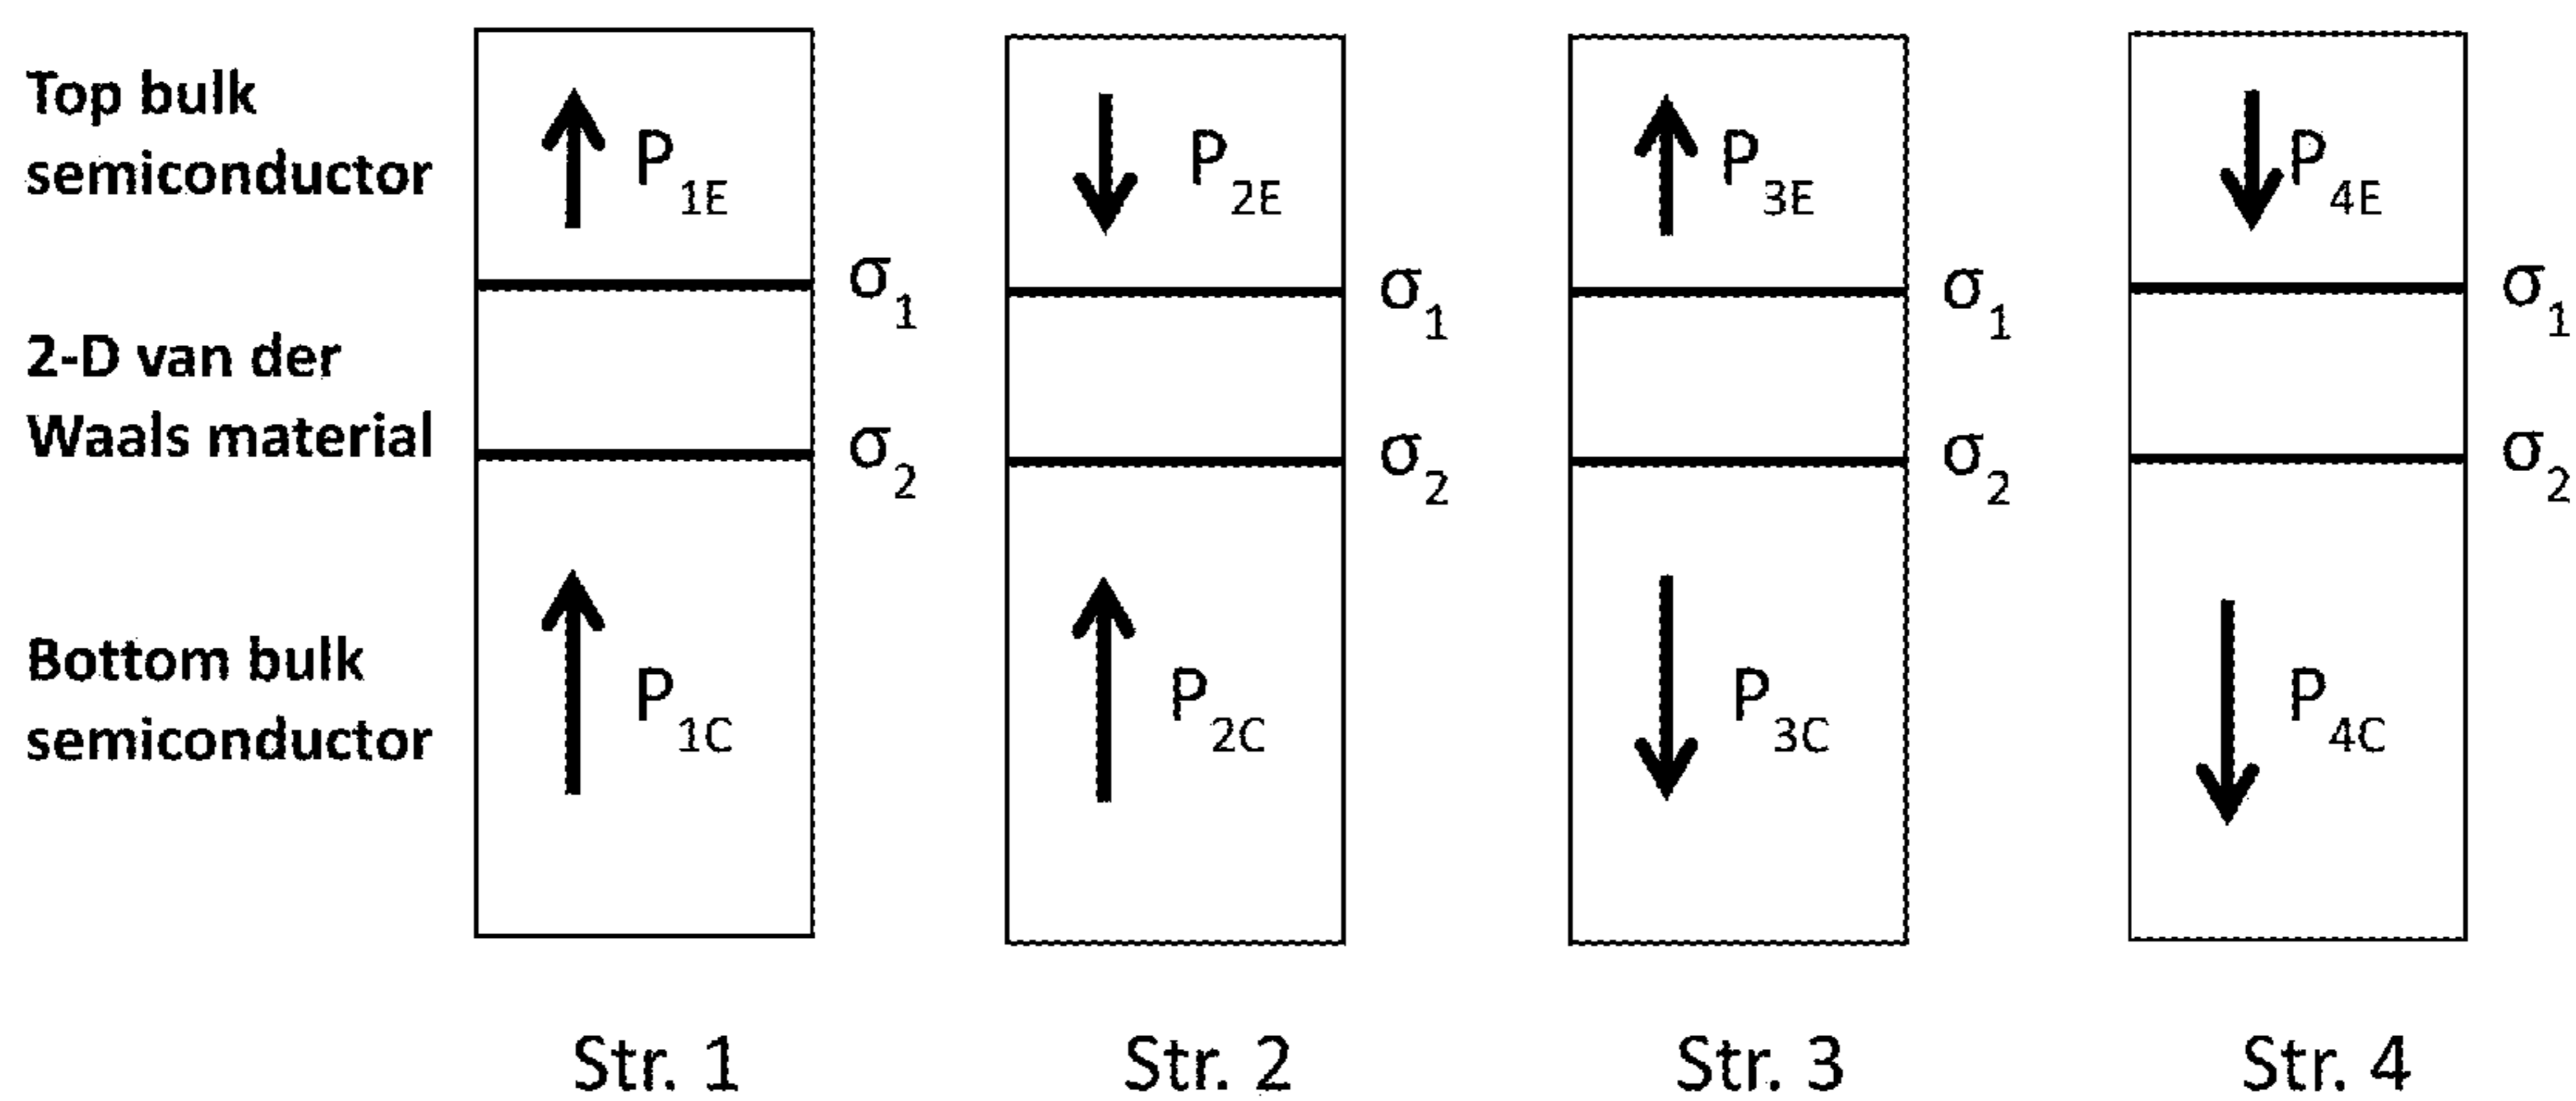 Top bulk
semiconductor
2-D van der
Waals material
Bottom bulk
semiconductor
P1E
σ1
σ2
P1C
Str. 1
P2E
σ1
σ2
P2C
Str. 2
P3E
σ1
σ2
P3C
Str. 3
P4E
σ1
σ2
P4C
Str. 4